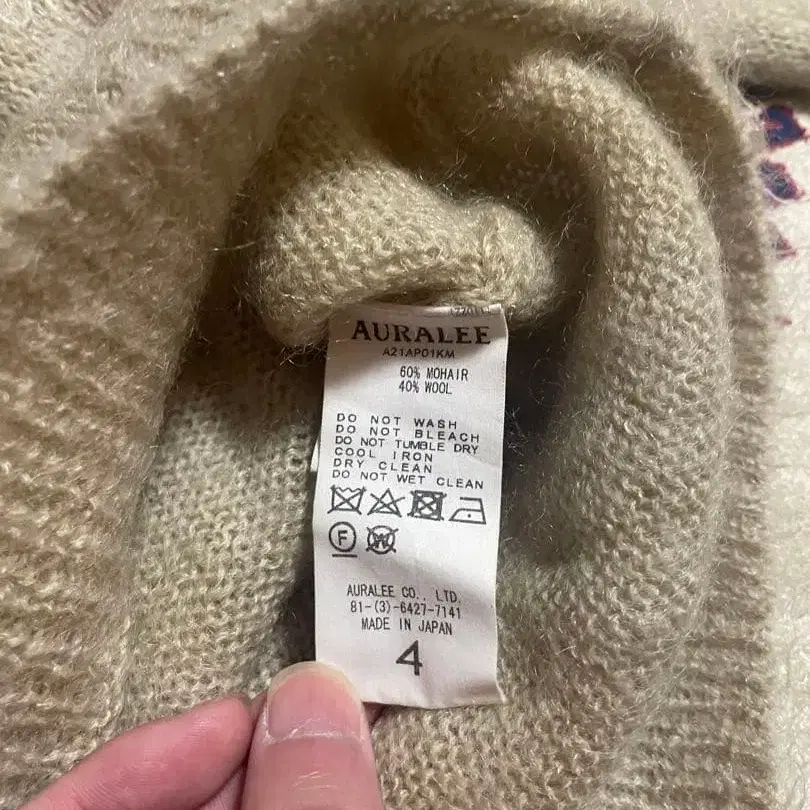 AURALEE
A21AP01KM
60% MOHAIR
40% WOOL
DO NOT WASH
DO NOT BLEACH
DO NOT TUMBLE DRY
COOL IRON
DRY CLEAN
DO NOT WET CLEAN
F W
AURALEE CO., LTD.
81-(3)-6427-7141
MADE IN JAPAN
4